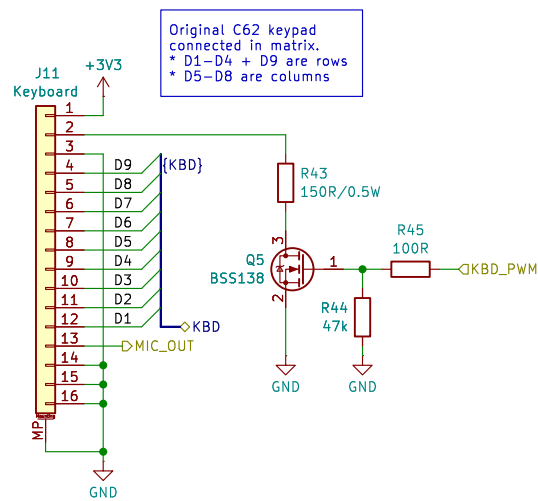 Original C62 keypad
connected in matrix.
* D1-D4 + D9 are rows
* D5-D8 are columns
J11
Keyboard
+3V3
1
2
3
4
5
6
7
8
9
10
11
12
13
14
15
16
MP
D9
D8
D7
D6
D5
D4
D3
D2
D1
{KBD}
KBD
MIC_OUT
GND
R43
150R/0.5W
Q5
BSS138
3
2
1
GND
R45
100R
KBD_PWM
R44
47k
GND